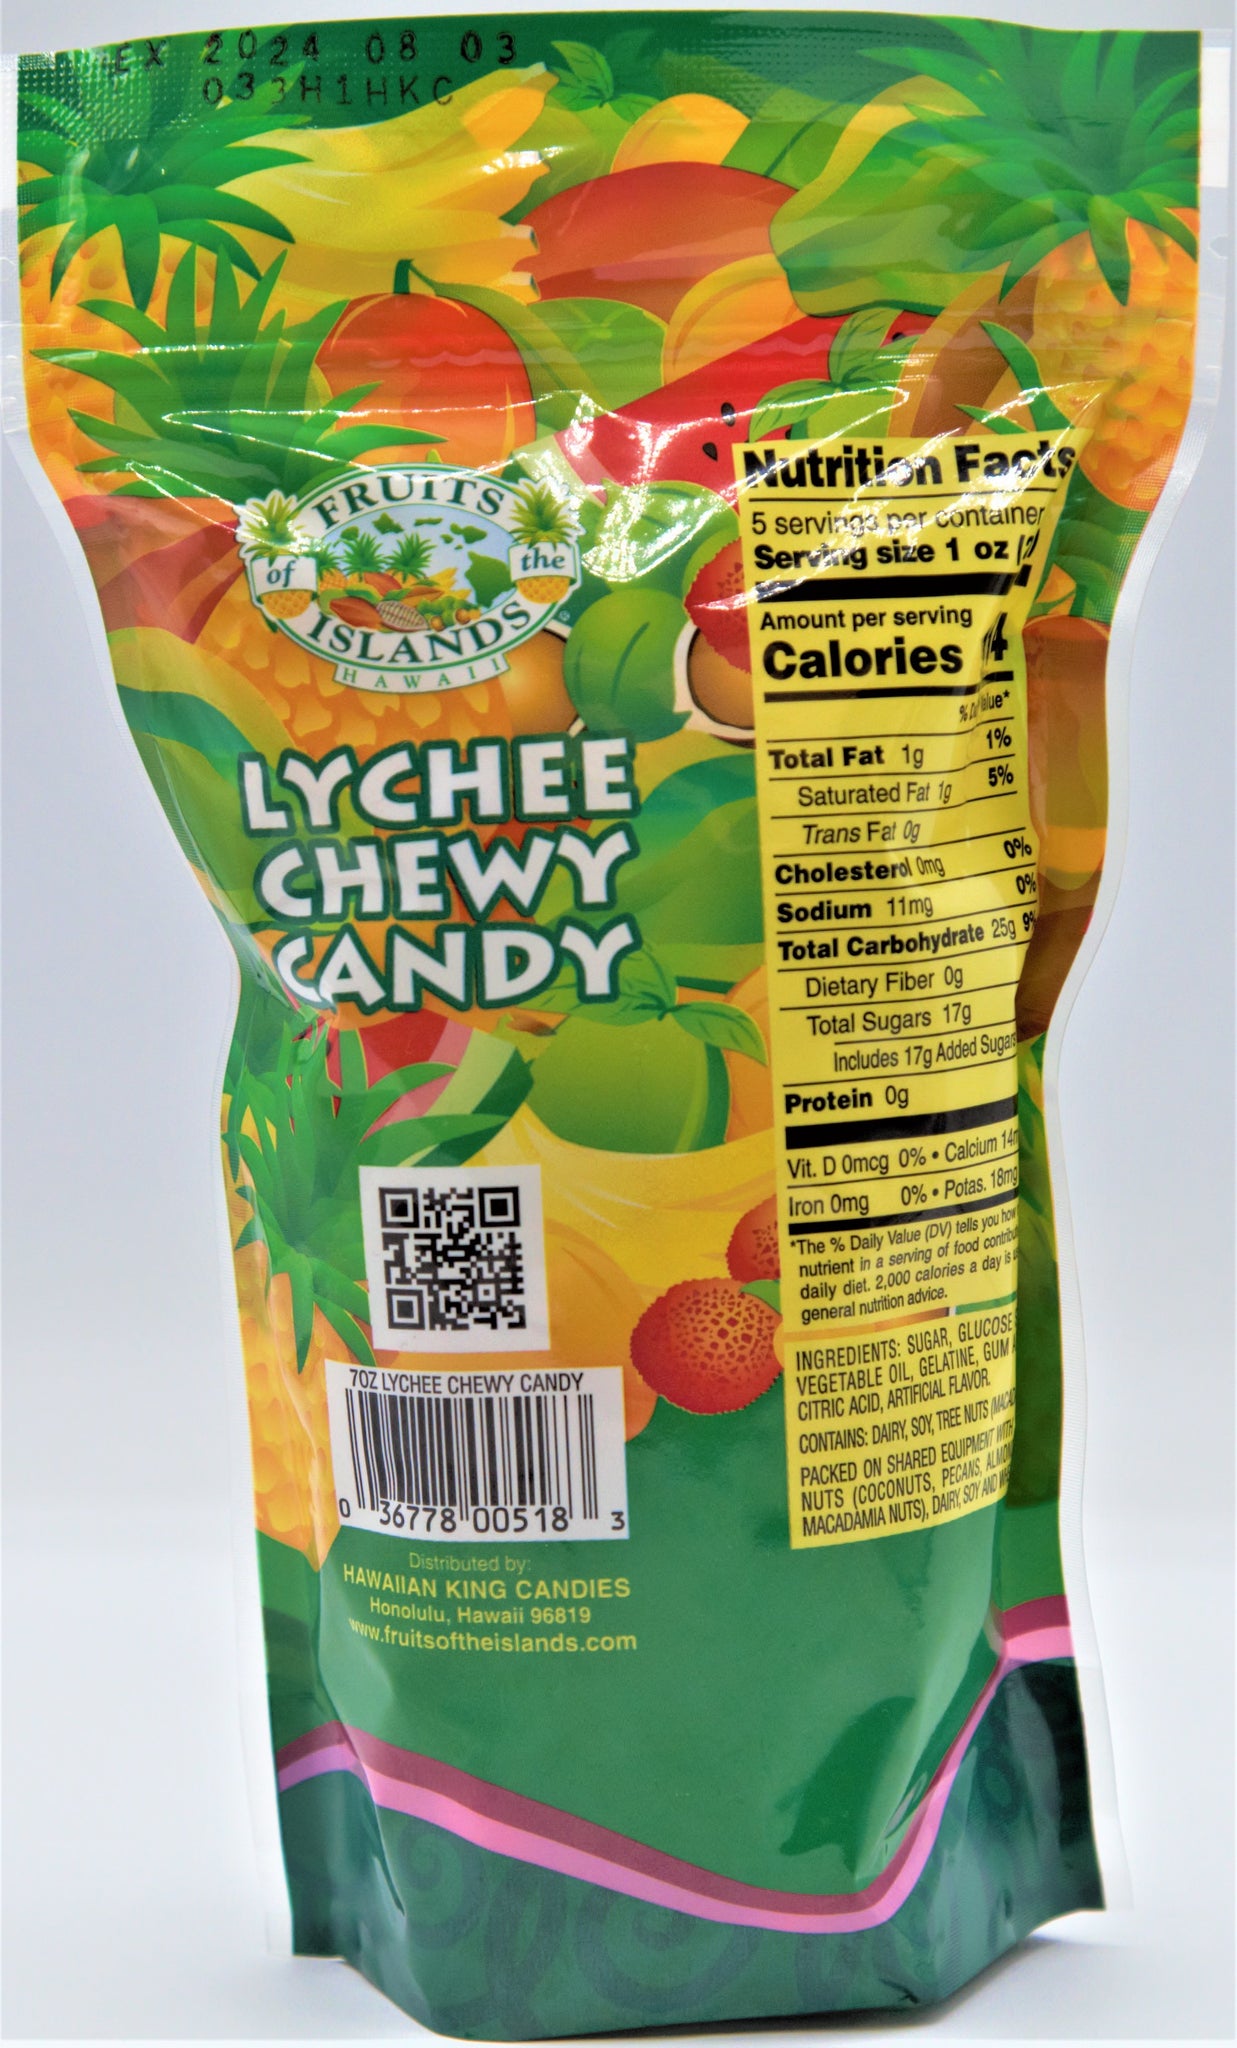 EX 2024 08 03
033H1HKC
FRUITS
of the
ISLANDS
HAWAII
LYCHEE
CHEWY
CANDY
7OZ LYCHEE CHEWY CANDY
0 36778 00518 3
Distributed by:
HAWAIIAN KING CANDIES
Honolulu, Hawaii 96819
www.fruitsoftheislands.com
Nutrition Facts
5 servings per container
Serving size 1 oz
Amount per serving
Calories
% Value*
Total Fat 1g 1%
Saturated Fat 1g 5%
Trans Fat 0g
Cholesterol 0mg 0%
Sodium 11mg 0%
Total Carbohydrate 25g 9%
Dietary Fiber 0g
Total Sugars 17g
Includes 17g Added Sugars
Protein 0g
Vit. D 0mcg 0% • Calcium
Iron 0mg 0% • Potas. 18mg
*The % Daily Value (DV) tells you how
nutrient in a serving of food
daily diet. 2,000 calories a day is
general nutrition advice.
INGREDIENTS: SUGAR, GLUCOSE
VEGETABLE OIL, GELATINE, GUM
CITRIC ACID, ARTIFICIAL FLAVOR.
CONTAINS: DAIRY, SOY, TREE NUTS
PACKED ON SHARED EQUIPMENT WITH
NUTS (COCONUTS, PECANS,
MACADAMIA NUTS), DAIRY, SOY AND